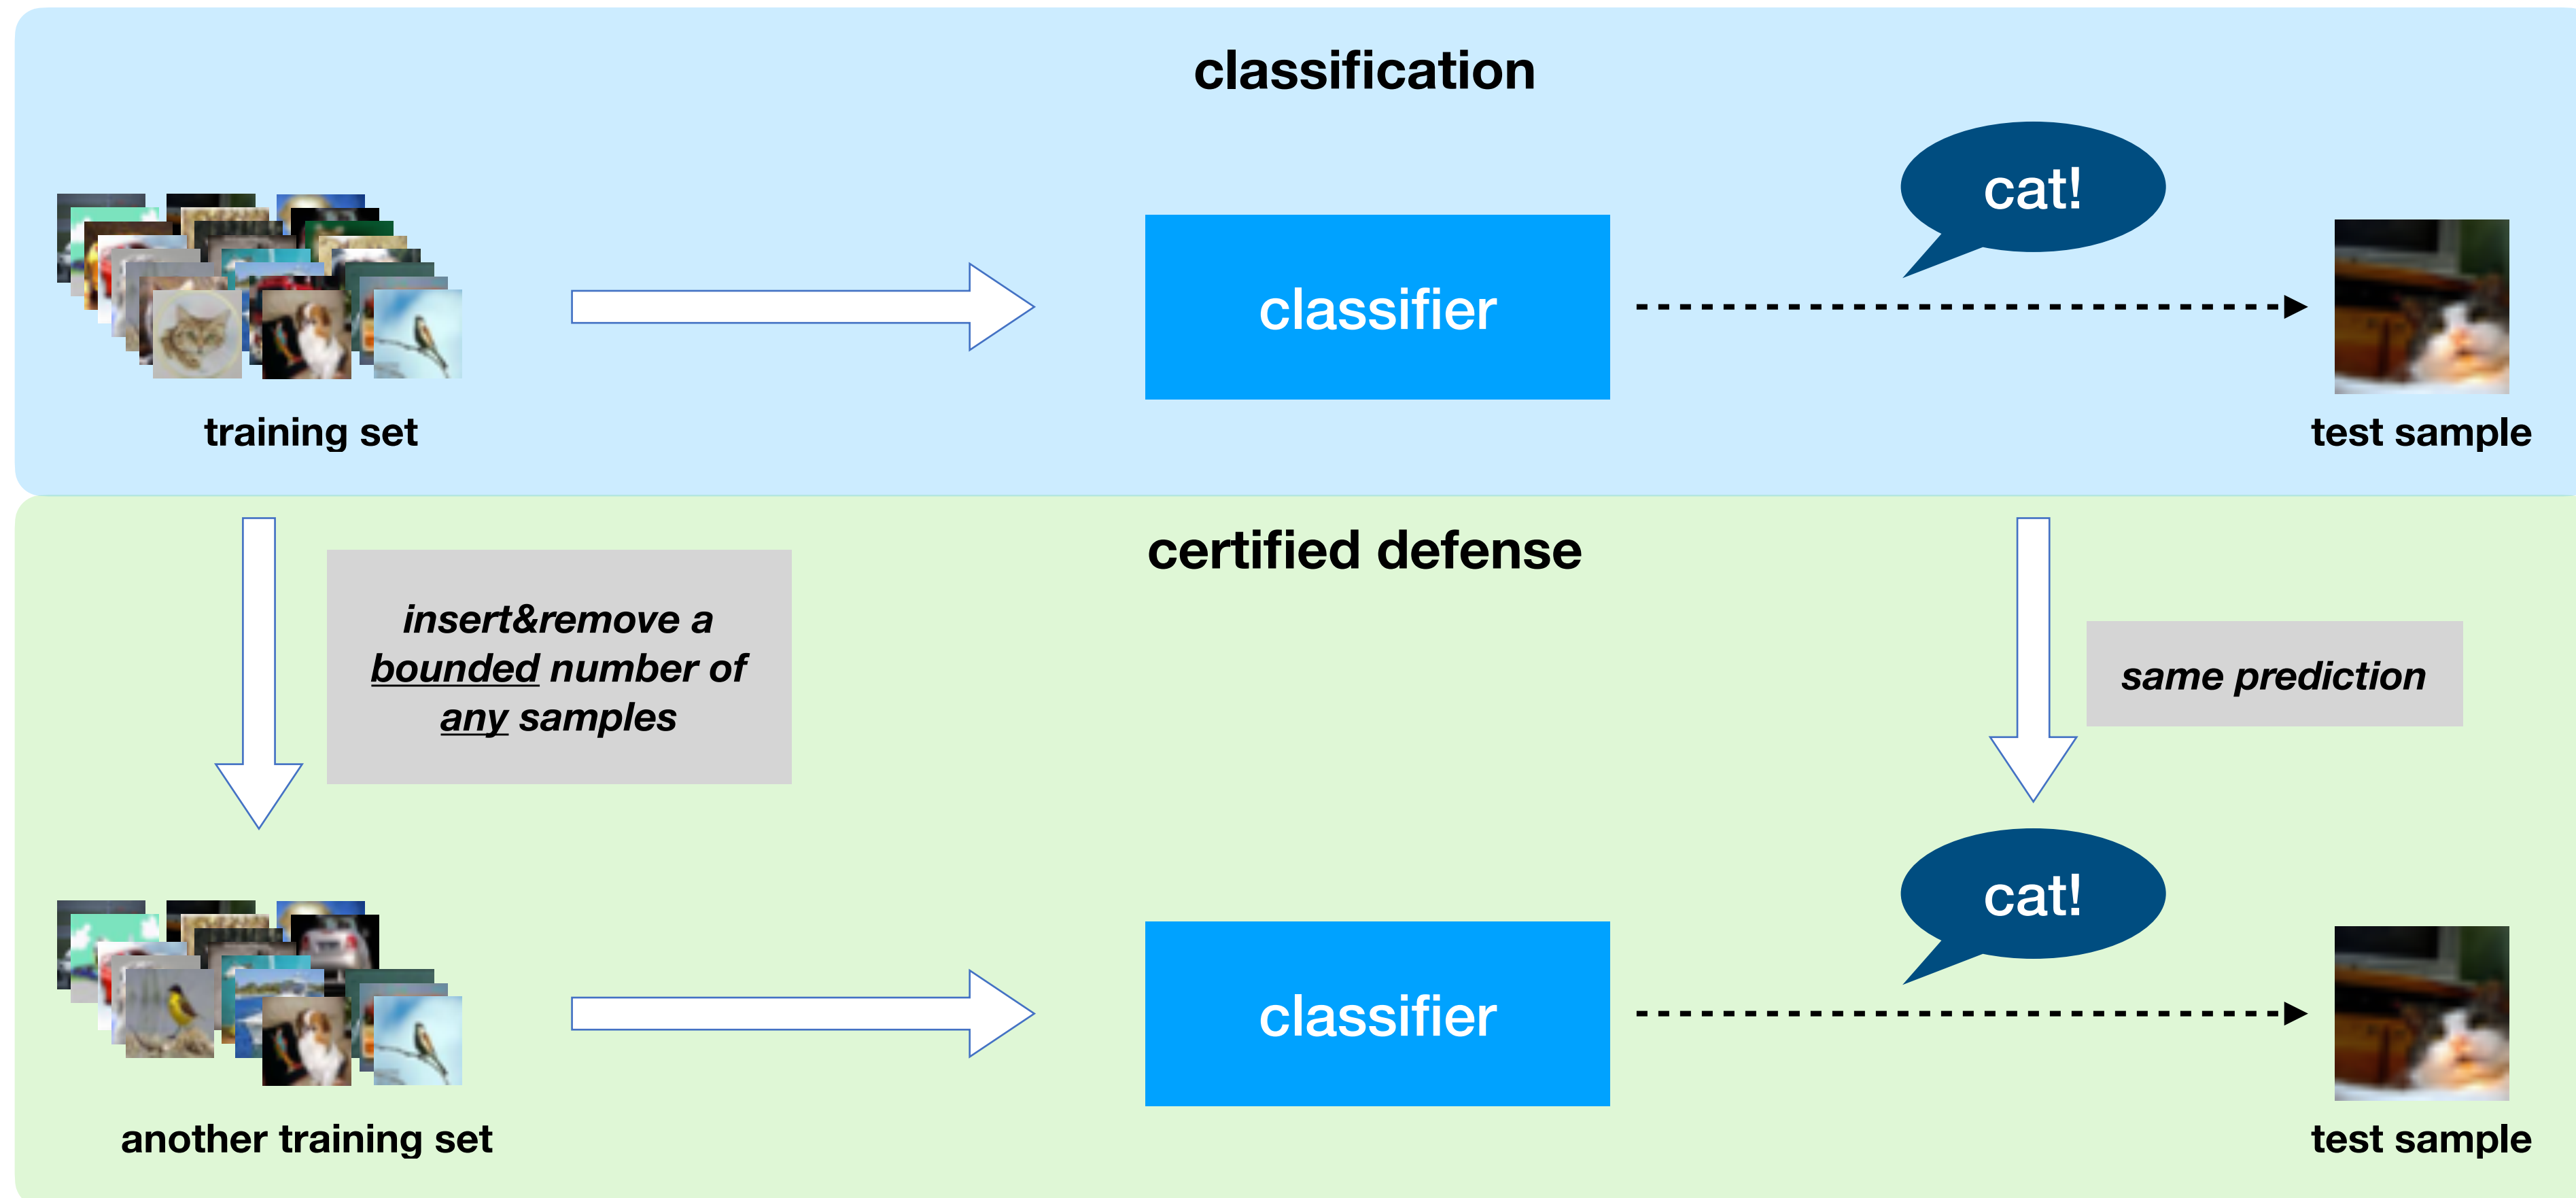 classification
cat!
classifier
training set
test sample
certified defense
insert&remove a
bounded number of
any samples
same prediction
cat!
classifier
another training set
test sample